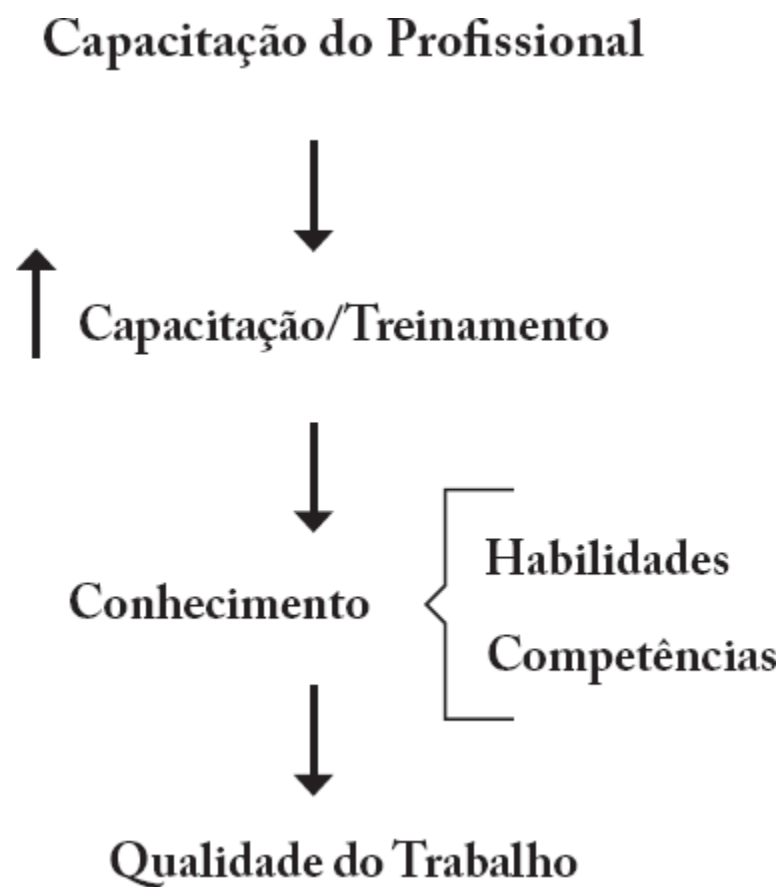 Capacitação do Profissional
Capacitação/Treinamento
Conhecimento
Habilidades
Competências
Qualidade do Trabalho